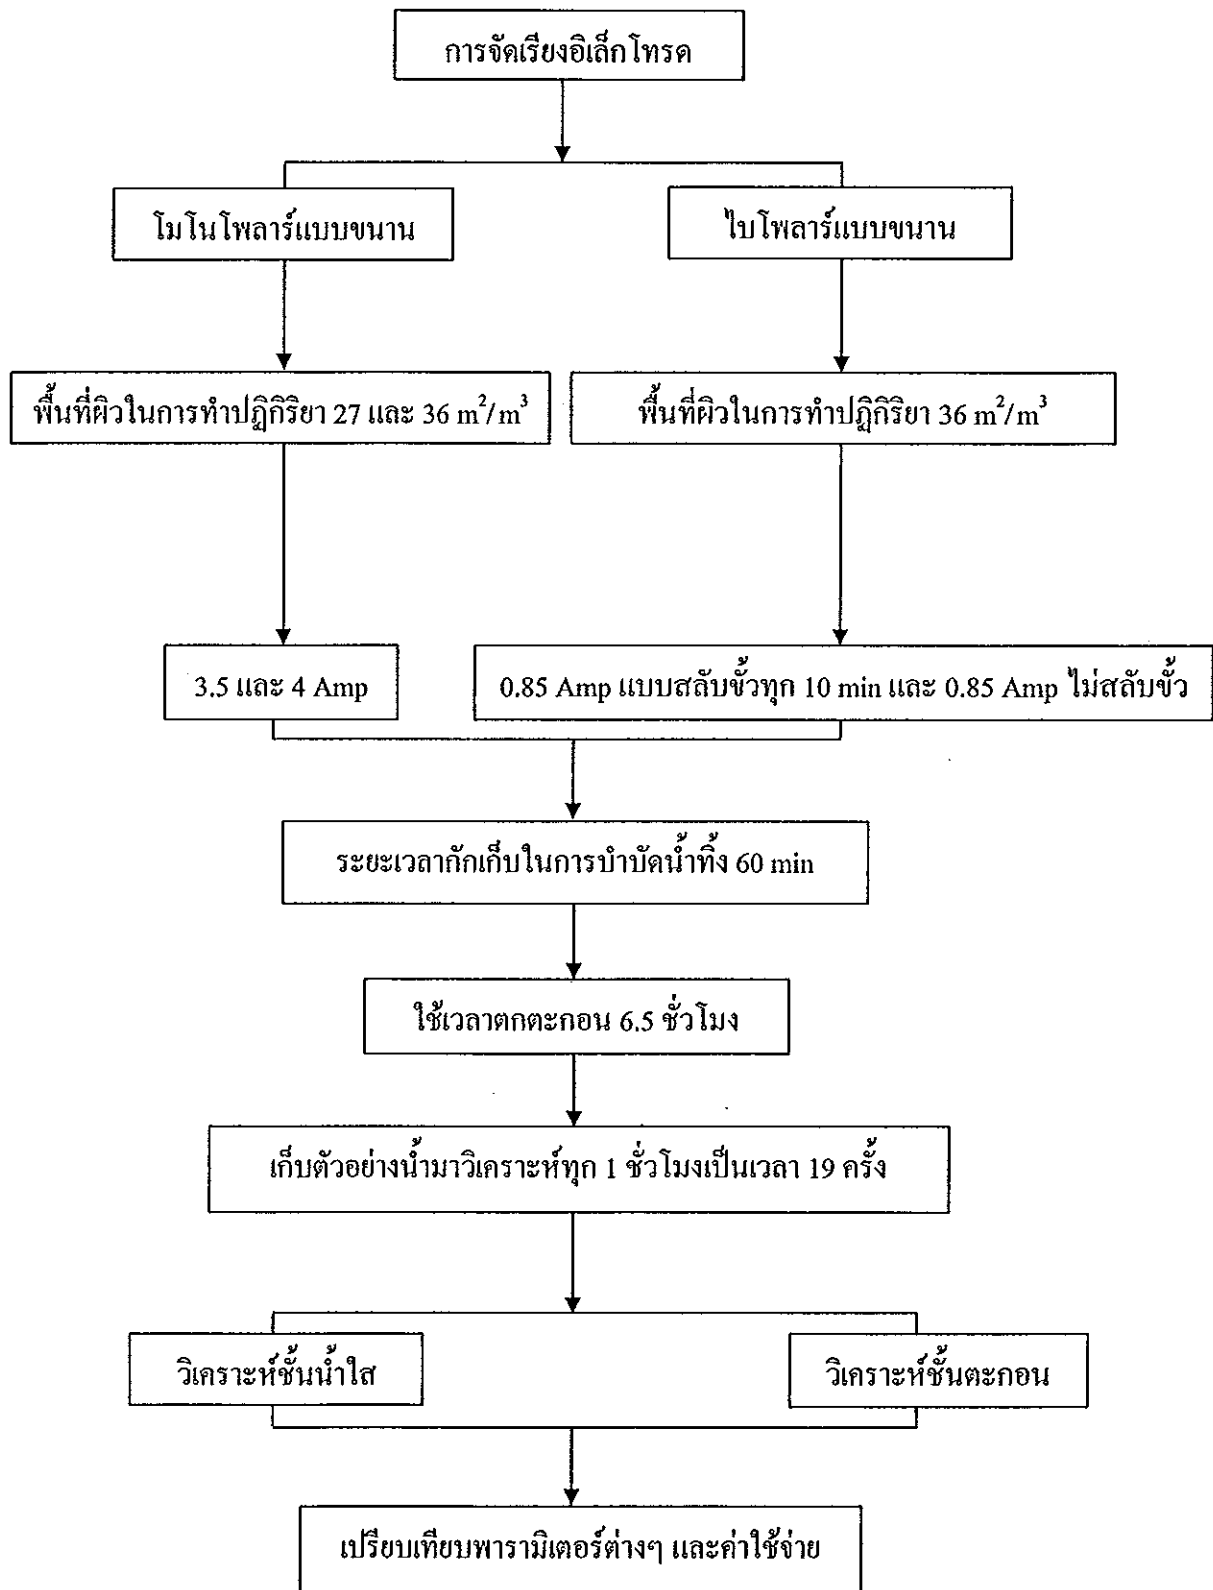 การจัดเรียงอิเล็กโทรด
โมโนโพลาร์แบบขนาน
ไบโพลาร์แบบขนาน
พื้นที่ผิวในการทำปฏิกิริยา 27 และ 36 m²/m³
พื้นที่ผิวในการทำปฏิกิริยา 36 m²/m³
3.5 และ 4 Amp
0.85 Amp แบบสลับขั้วทุก 10 min และ 0.85 Amp ไม่สลับขั้ว
ระยะเวลากักเก็บในการบำบัดน้ำทิ้ง 60 min
ใช้เวลาตกตะกอน 6.5 ชั่วโมง
เก็บตัวอย่างน้ำมาวิเคราะห์ทุก 1 ชั่วโมงเป็นเวลา 19 ครั้ง
วิเคราะห์ชั้นน้ำใส
วิเคราะห์ชั้นตะกอน
เปรียบเทียบพารามิเตอร์ต่างๆ และค่าใช้จ่าย